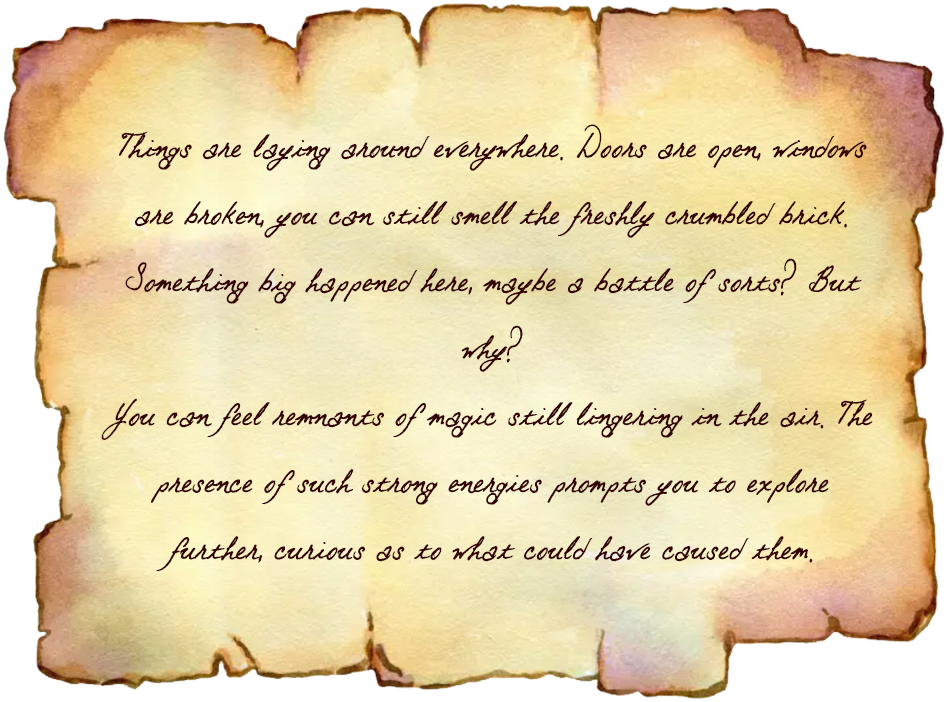 Things are laying around everywhere. Doors are open, windows
are broken, you can still smell the freshly crumbled brick.
Something big happened here, maybe a battle of sorts? But
why?
You can feel remnants of magic still lingering in the air. The
presence of such strong energies prompts you to explore
further, curious as to what could have caused them.